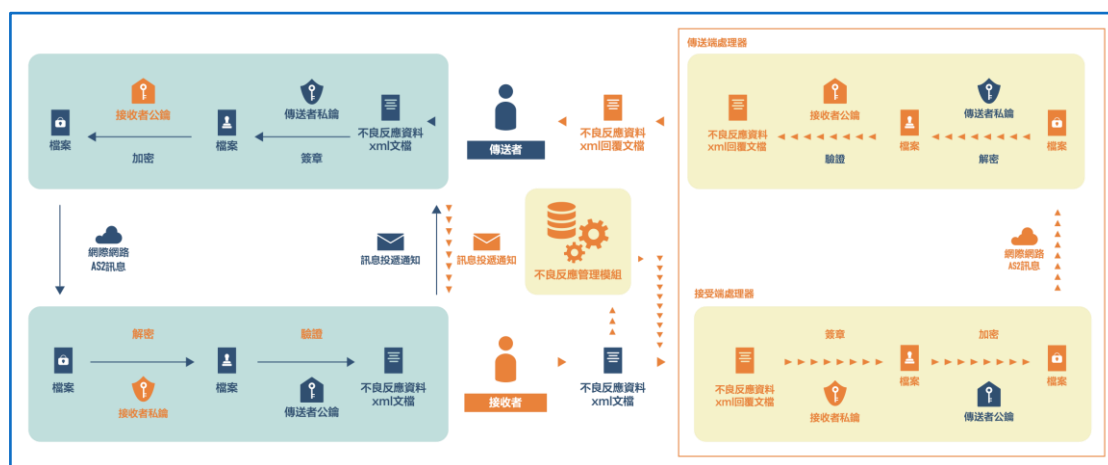 傳送端處理器
接收者公鑰
傳送者私鑰
檔案
加密
檔案
簽章
不良反應資料
xml文檔
傳送者
不良反應資料
xml回覆文檔
接收者公鑰
傳送者私鑰
不良反應資料
xml回覆文檔
驗證
檔案
解密
檔案
網際網路
AS2訊息
訊息投遞通知
訊息投遞通知
不良反應管理模組
網際網路
AS2訊息
接受端處理器
解密
驗證
檔案
接收者私鑰
檔案
傳送者公鑰
不良反應資料
xml文檔
接收者
不良反應資料
xml文檔
簽章
加密
不良反應資料
xml回覆文檔
接收者私鑰
檔案
傳送者公鑰
檔案